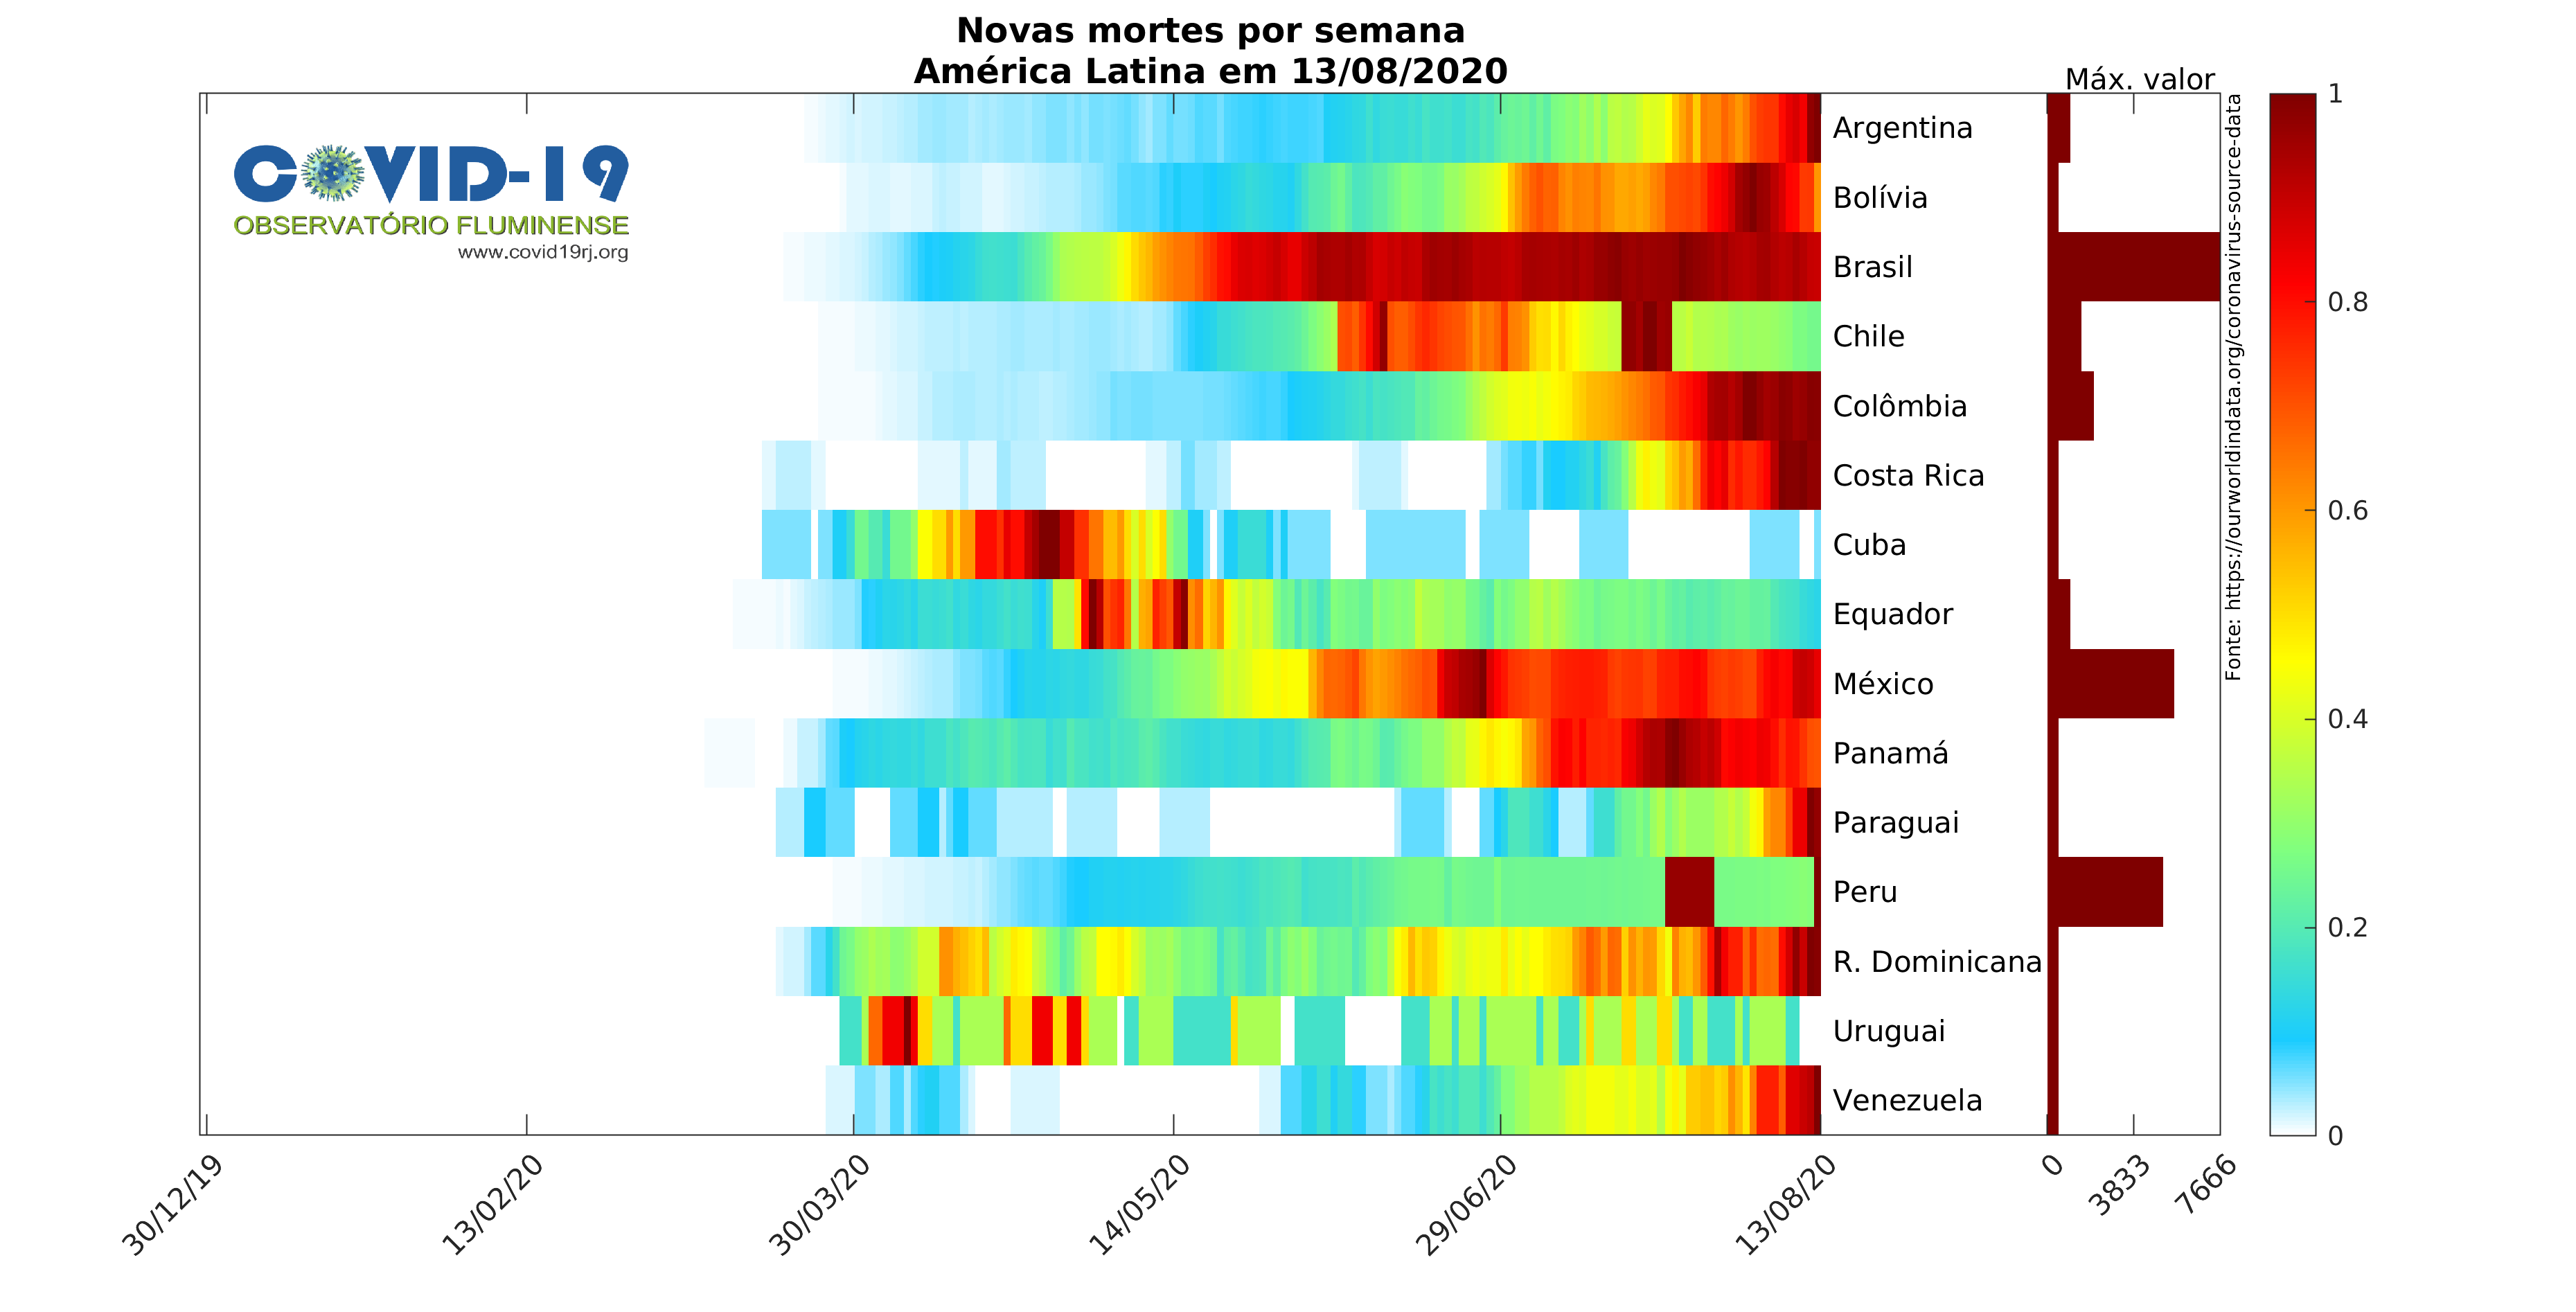 Novas mortes por semana
América Latina em 13/08/2020
Máx. valor
COVID-19
OBSERVATÓRIO FLUMINENSE
www.covid19rj.org
Argentina
Bolívia
Brasil
Chile
Colômbia
Costa Rica
Cuba
Equador
México
Panamá
Paraguai
Peru
R. Dominicana
Uruguai
Venezuela
Fonte: https://ourworldindata.org/coronavirus-source-data
1
0.8
0.6
0.4
0.2
0
30/12/19
13/02/20
30/03/20
14/05/20
29/06/20
13/08/20
0
3833
7666